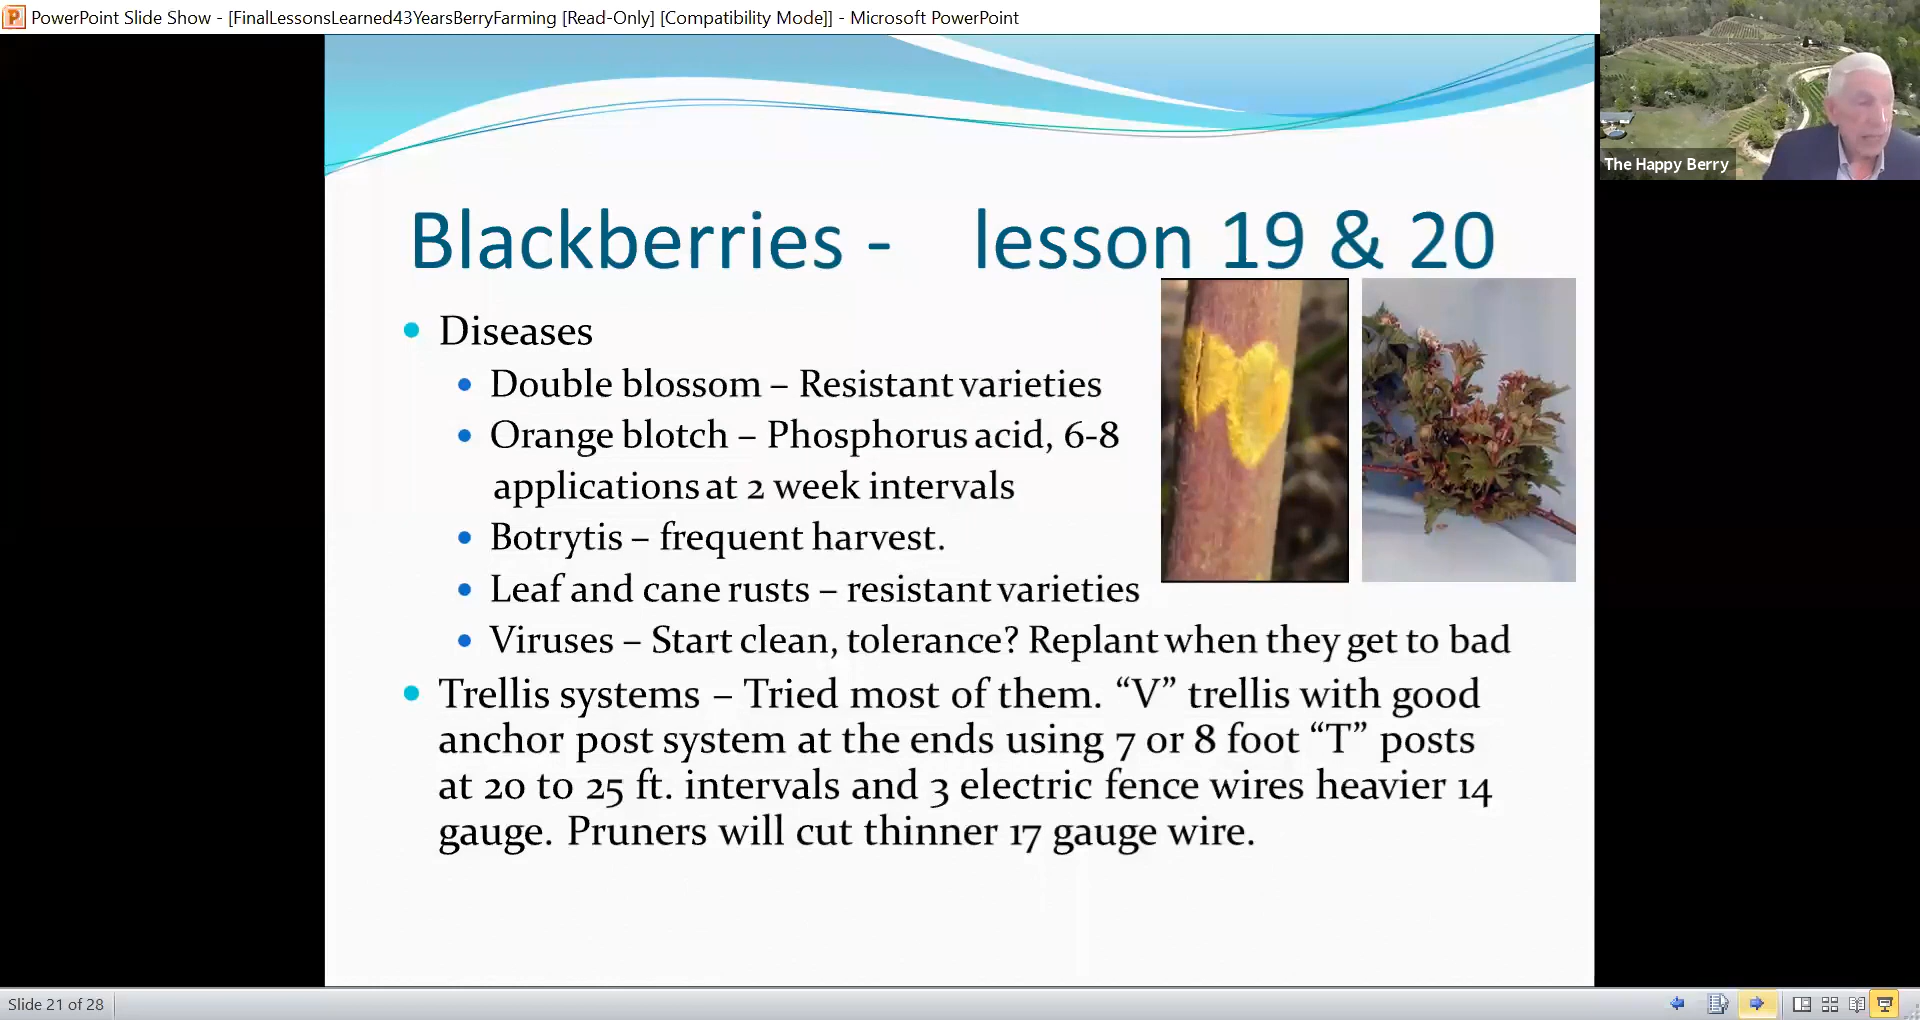 PowerPoint Slide Show - [FinalLessonsLearned43YearsBerryFarming [Read-Only] [Compatibility Mode]] - Microsoft PowerPoint
The Happy Berry
Blackberries - lesson 19 & 20
Diseases
Double blossom – Resistant varieties
Orange blotch – Phosphorus acid, 6-8
applications at 2 week intervals
Botrytis – frequent harvest.
Leaf and cane rusts – resistant varieties
Viruses – Start clean, tolerance? Replant when they get to bad
Trellis systems – Tried most of them. “V” trellis with good
anchor post system at the ends using 7 or 8 foot “T” posts
at 20 to 25 ft. intervals and 3 electric fence wires heavier 14
gauge. Pruners will cut thinner 17 gauge wire.
Slide 21 of 28